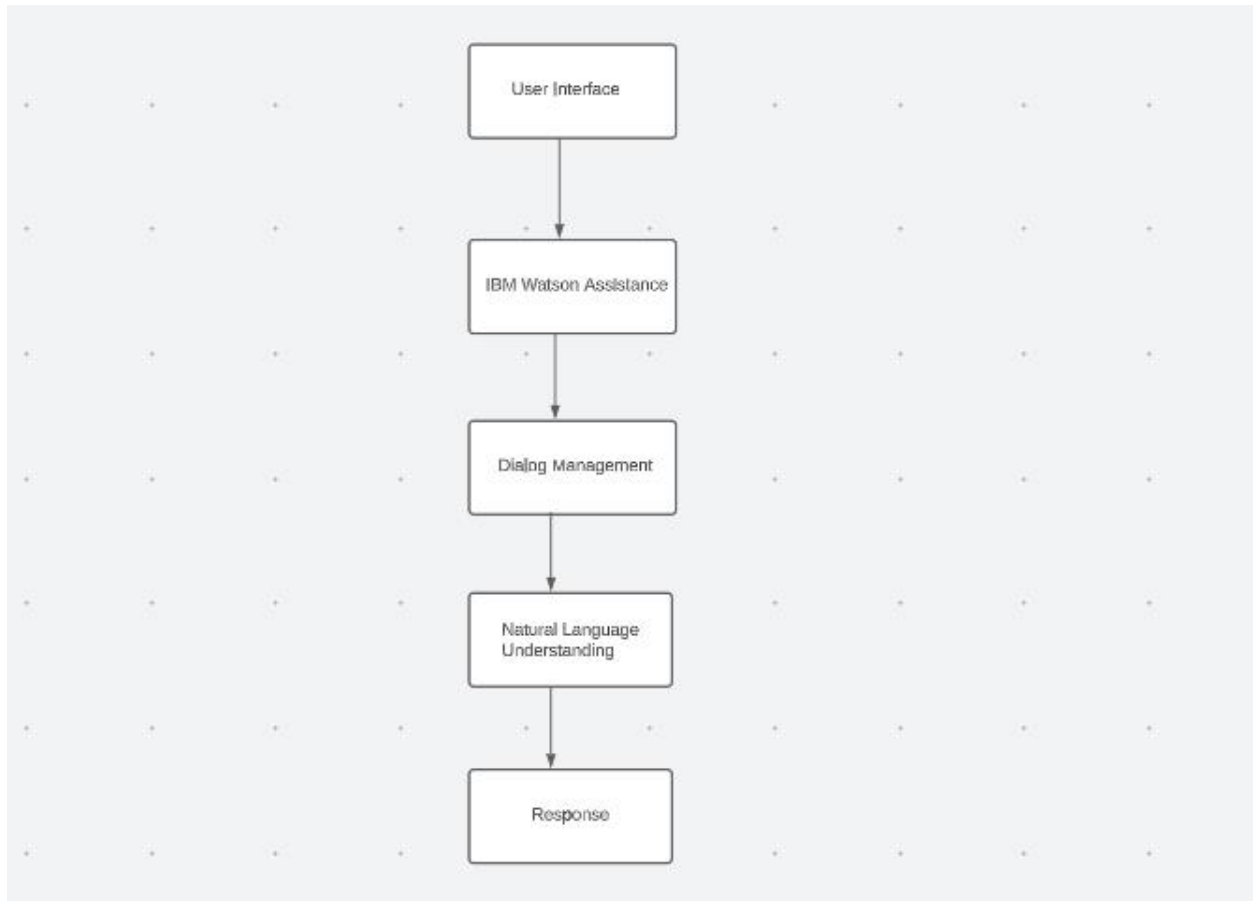 User Interface
IBM Watson Assistance
Dialog Management
Natural Language
Understanding
Response